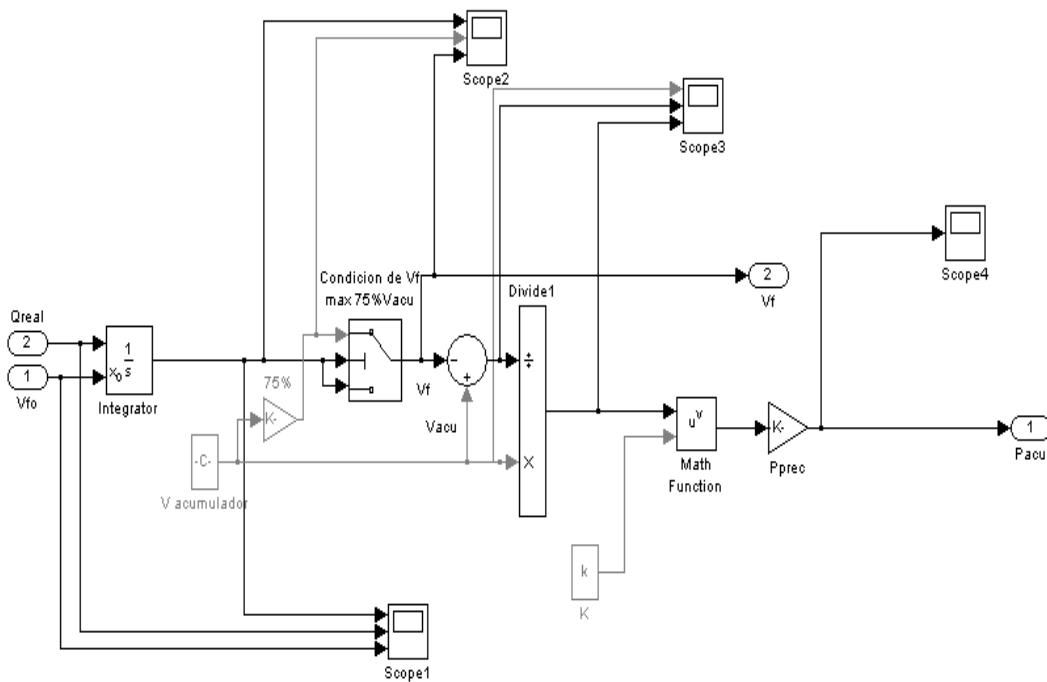 Scope2
Scope3
Scope4
Condicion de Vf
max 75%Vacu
Divide1
2
Vf
Qreal
2
1
s
x₀
1
Vfo
Integrator
75%
K-
-
+
Vf
Vacu
÷
X
-C-
V acumulador
uᵛ
Math
Function
K-
Pprec
1
Pacu
k
K
Scope1